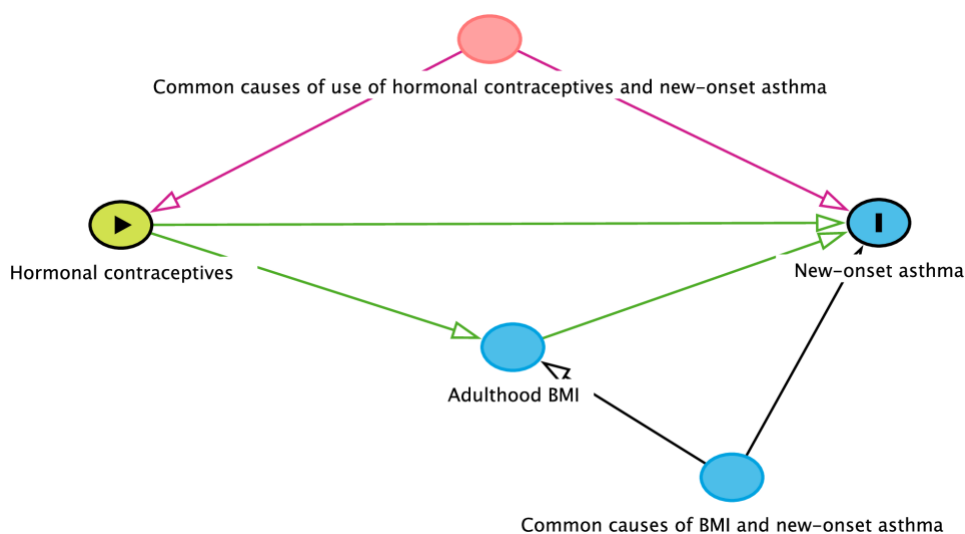 Common causes of use of hormonal contraceptives and new-onset asthma
Hormonal contraceptives
New-onset asthma
Adulthood BMI
Common causes of BMI and new-onset asthma